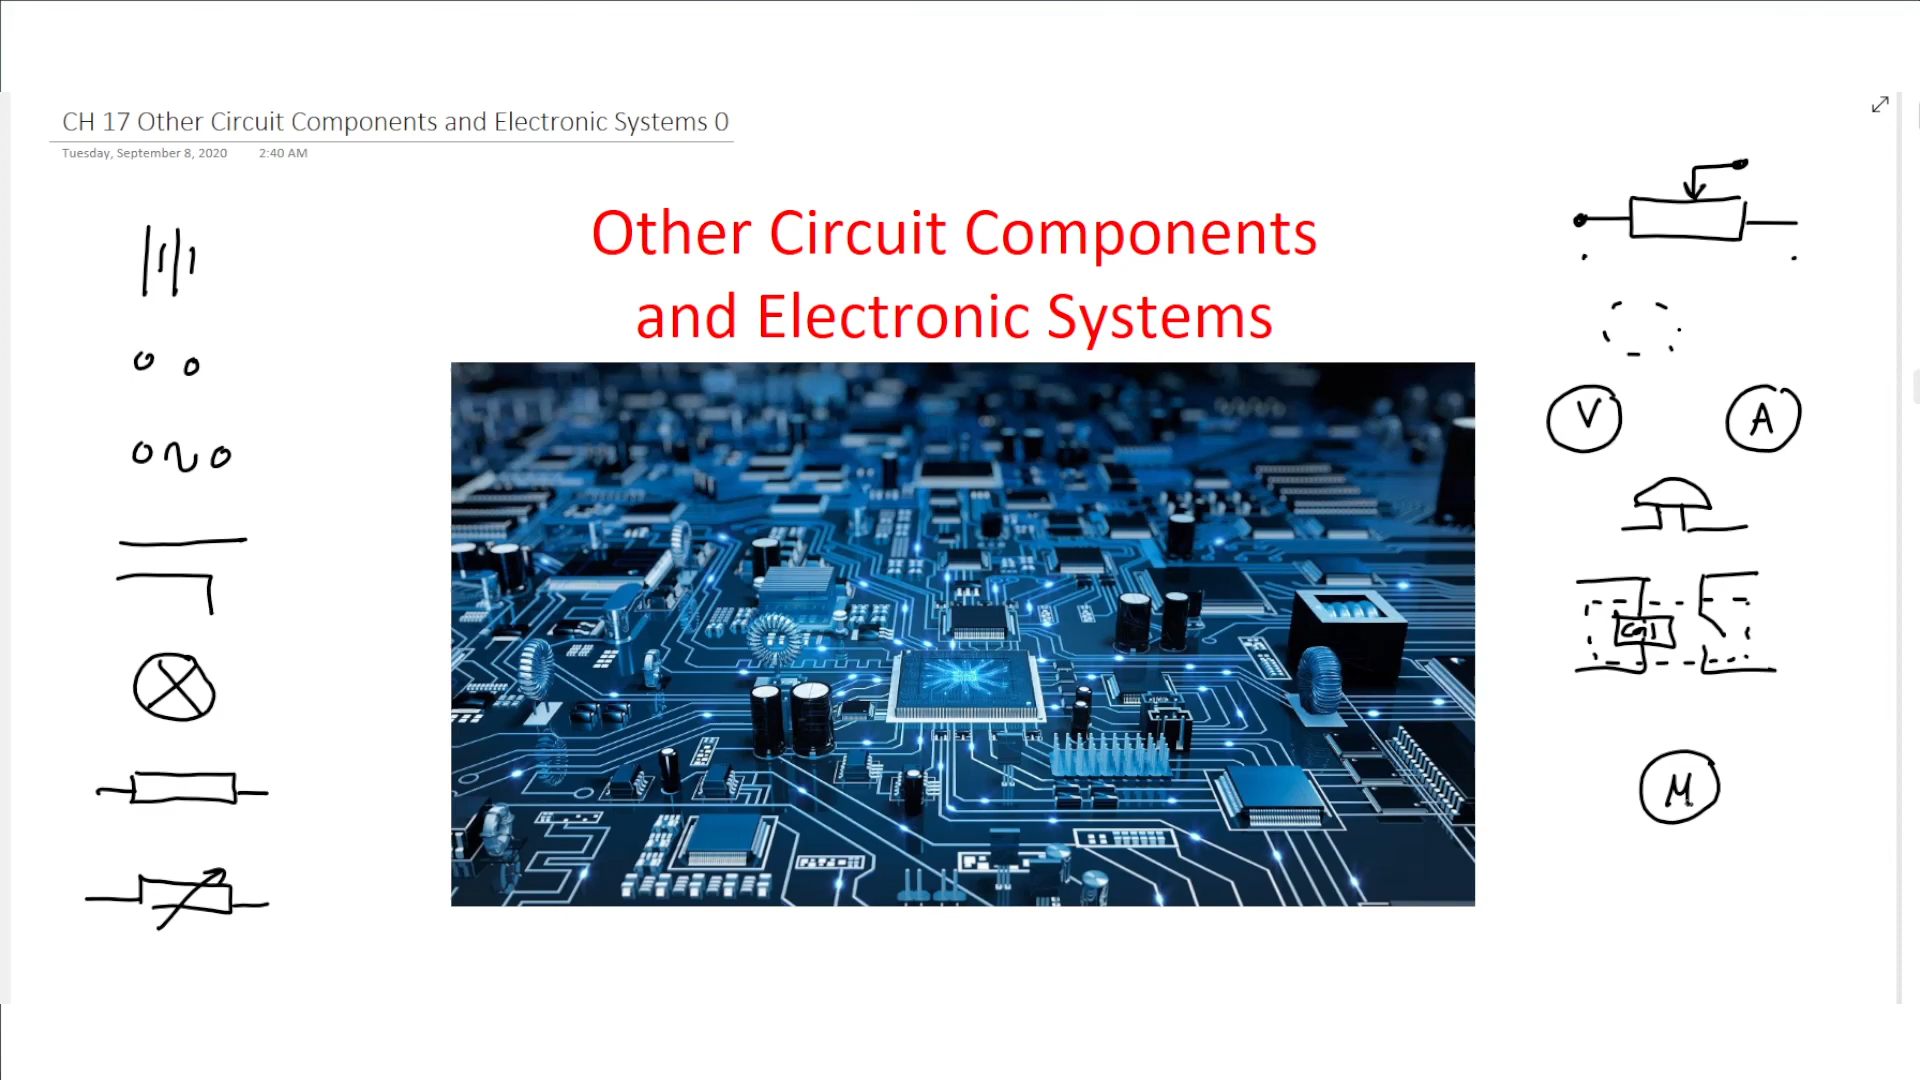 CH 17 Other Circuit Components and Electronic Systems 0
Tuesday, September 8, 2020 2:40 AM
Other Circuit Components
and Electronic Systems
V A
M